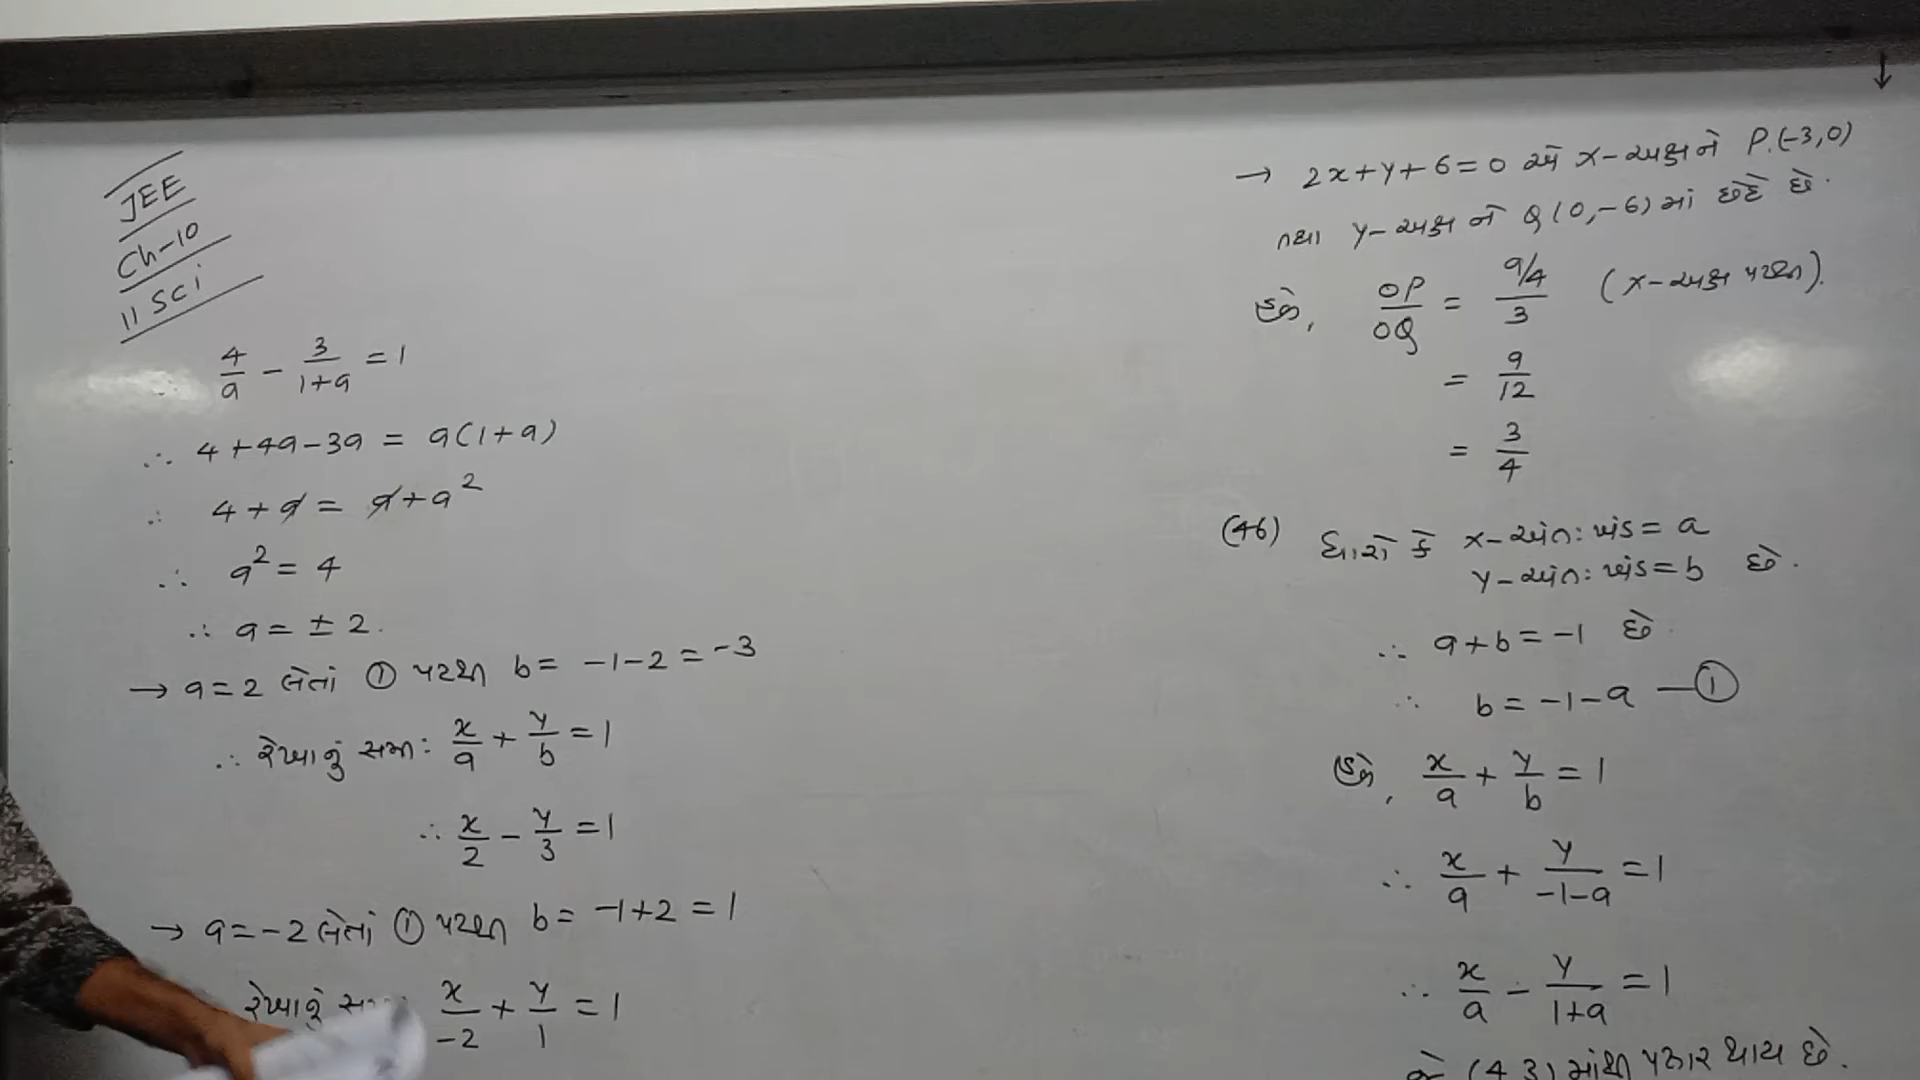 JEE
Ch-10
11 Sci
4/a - 3/(1+a) = 1
∴ 4+4a-3a = a(1+a)
∴ 4+a = a+a²
∴ a² = 4
∴ a = ± 2.
→ a=2 લેતાં ① પરથી b = -1-2 = -3
∴ રેખાનું સમી: x/a + y/b = 1
∴ x/2 - y/3 = 1
→ a=-2 લેતાં ① પરથી b = -1+2 = 1
રેખાનું x/-2 + y/1 = 1
→ 2x+y+6=0 એ x-અક્ષને P(-3,0)
તથા y-અક્ષ ને Q(0,-6) માં છેદે છે.
હવે, OP/OQ = (9/4)/3 (x-અક્ષ પરથી).
= 9/12
= 3/4
(46) ધારો કે x-અંત:ખંડ = a
y-અંત:ખંડ = b છે.
∴ a+b = -1 છે.
∴ b = -1-a —①
હવે, x/a + y/b = 1
∴ x/a + y/(-1-a) = 1
∴ x/a - y/(1+a) = 1
જે (4,3) માંથી પસાર થાય છે.